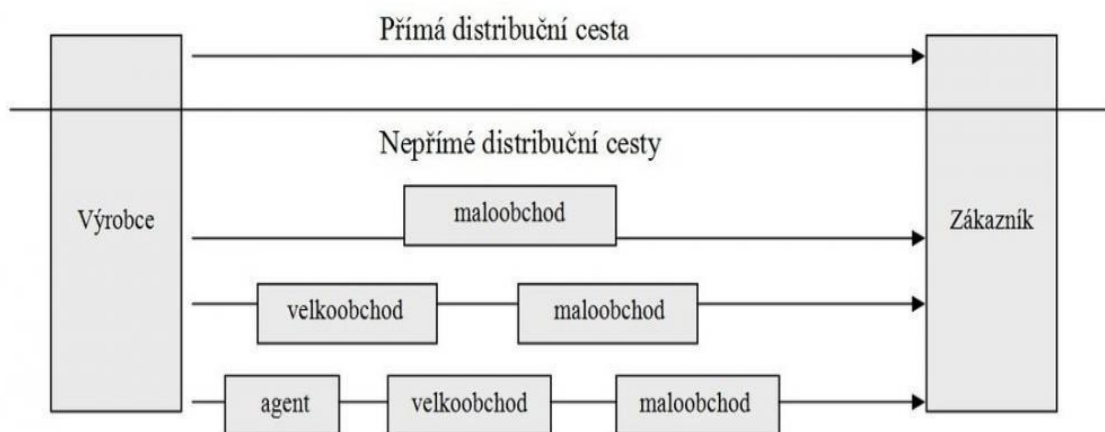 Přímá distribuční cesta
Nepřímé distribuční cesty
Výrobce
maloobchod
Zákazník
velkoobchod
maloobchod
agent
velkoobchod
maloobchod